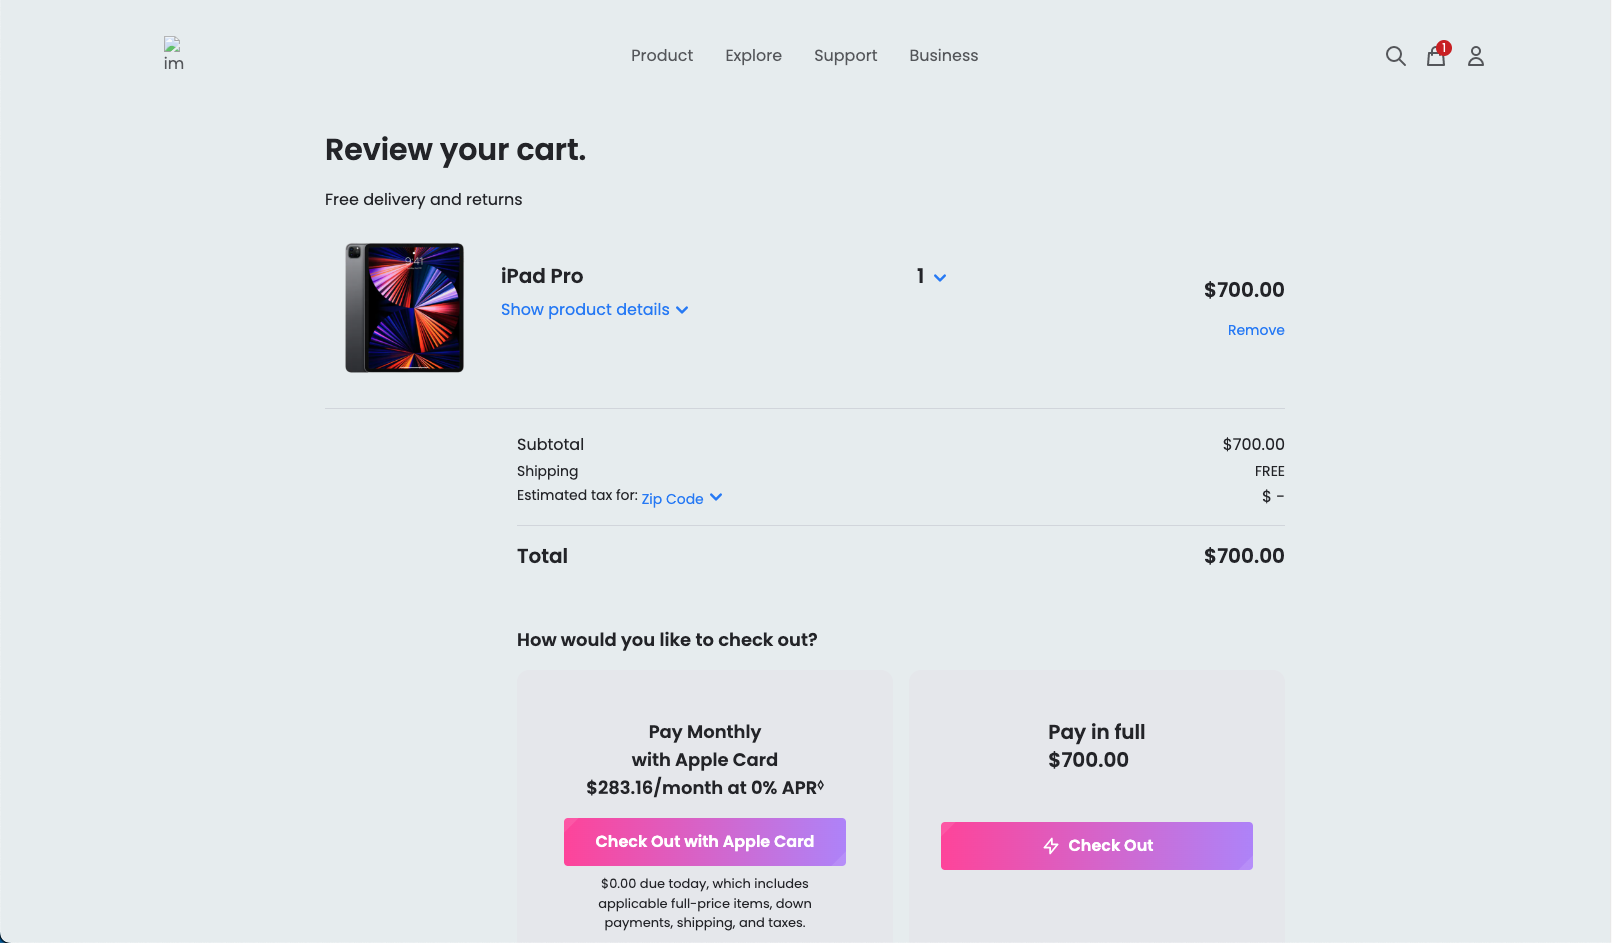 im
Product Explore Support Business
1
Review your cart.
Free delivery and returns
9:41
iPad Pro
1
Show product details
$700.00
Remove
Subtotal $700.00
Shipping FREE
Estimated tax for: Zip Code $ –
Total $700.00
How would you like to check out?
Pay Monthly
with Apple Card
$283.16/month at 0% APR◊
Check Out with Apple Card
$0.00 due today, which includes
applicable full-price items, down
payments, shipping, and taxes.
Pay in full
$700.00
Check Out